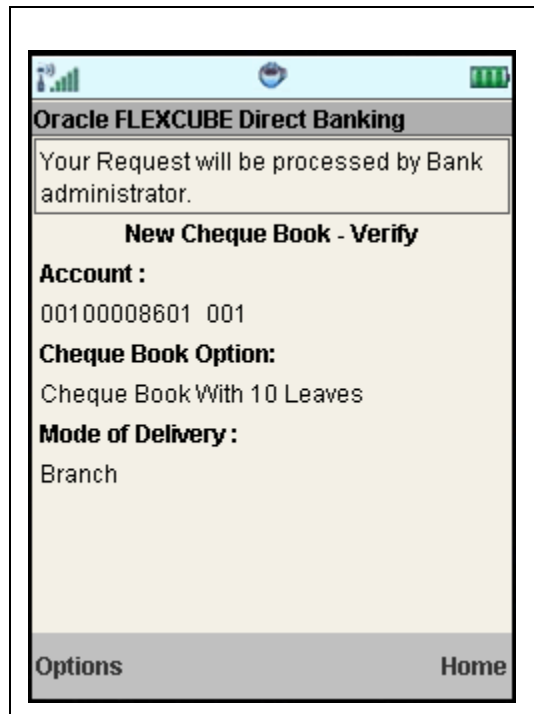 Oracle FLEXCUBE Direct Banking
Your Request will be processed by Bank
administrator.
New Cheque Book - Verify
Account :
00100008601 001
Cheque Book Option:
Cheque Book With 10 Leaves
Mode of Delivery :
Branch
Options Home